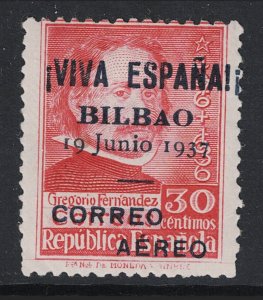 ¡VIVA ESPAÑA!
BILBAO
19 Junio 1937
Gregorio Fernández
30
CORREO
céntimos
AÉREO
República Española